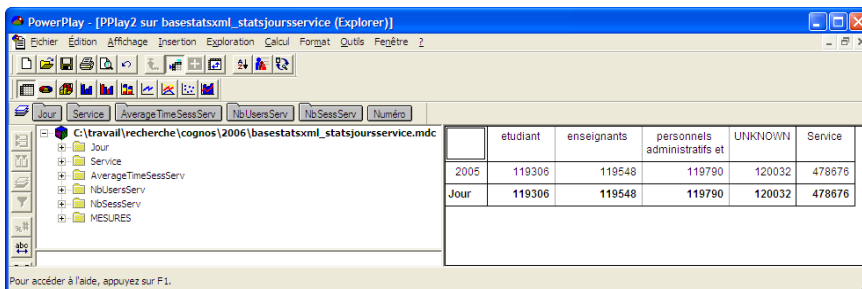 PowerPlay - [PPlay2 sur basestatsxml_statsjoursservice (Explorer)]
Fichier Édition Affichage Insertion Exploration Calcul Format Outils Fenêtre ?
Jour Service AverageTimeSessServ NbUsersServ NbSessServ Numéro
C:\travail\recherche\cognos\2006\basestatsxml_statsjoursservice.mdc
Jour
Service
AverageTimeSessServ
NbUsersServ
NbSessServ
MESURES
etudiant enseignants personnels administratifs et UNKNOWN Service
2005 119306 119548 119790 120032 478676
Jour 119306 119548 119790 120032 478676
abc
Pour accéder à l'aide, appuyez sur F1.